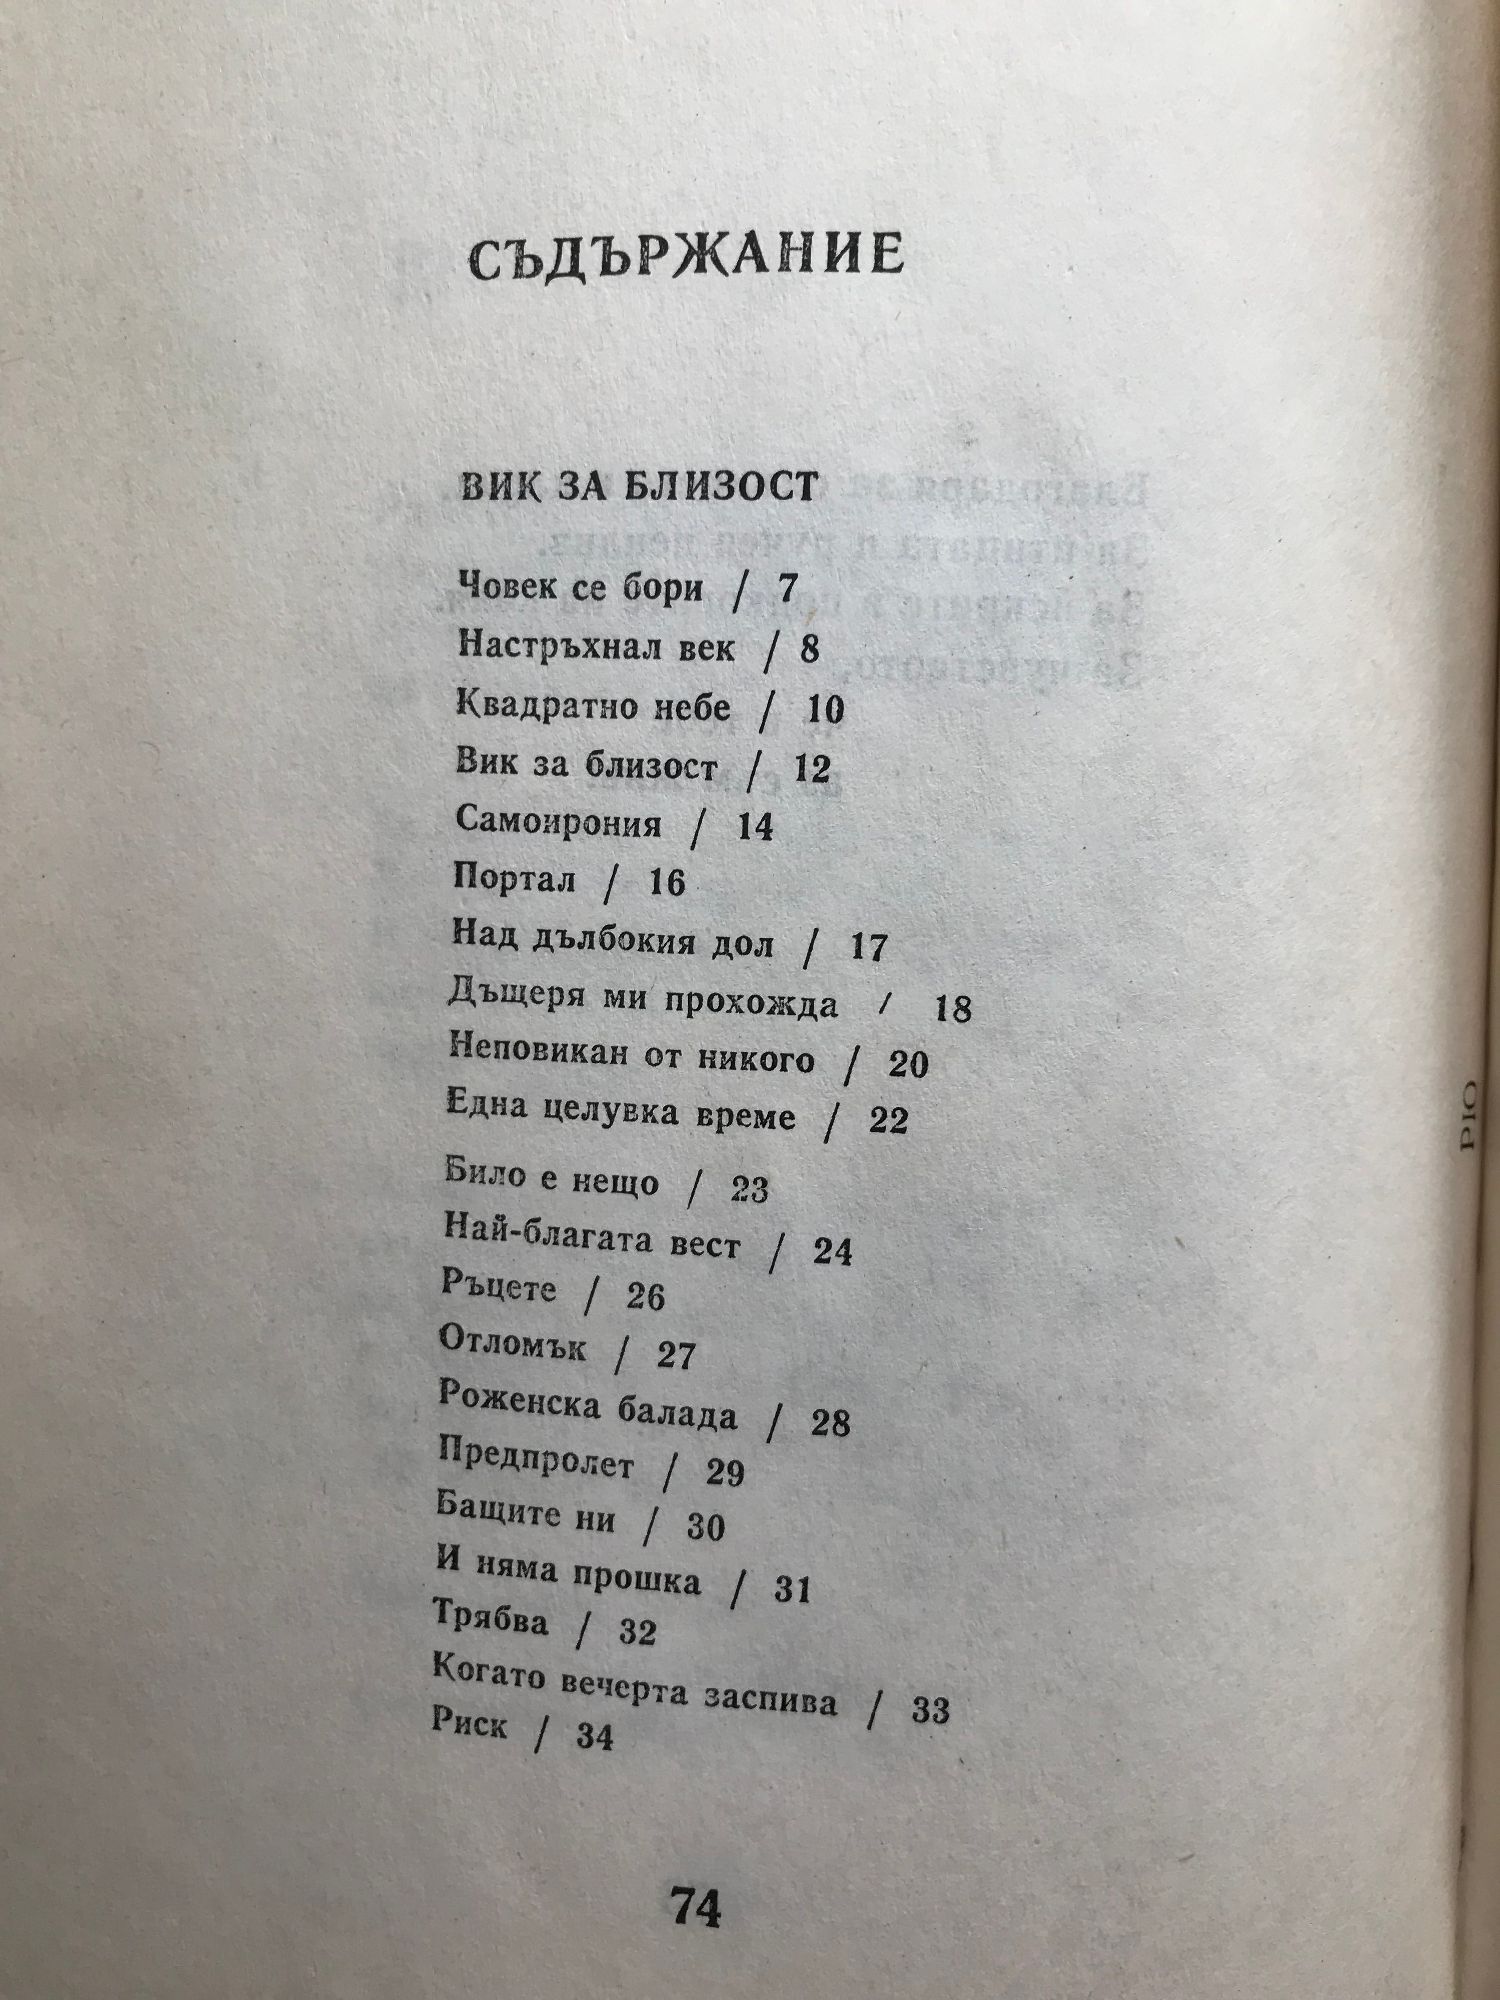 СЪДЪРЖАНИЕ
ВИК ЗА БЛИЗОСТ
Човек се бори / 7
Настръхнал век / 8
Квадратно небе / 10
Вик за близост / 12
Самоирония / 14
Портал / 16
Над дълбокия дол / 17
Дъщеря ми прохожда / 18
Неповикан от никого / 20
Една целувка време / 22
Било е нещо / 23
Най-благата вест / 24
Ръцете / 26
Отломък / 27
Роженска балада / 28
Предпролет / 29
Бащите ни / 30
И няма прошка / 31
Трябва / 32
Когато вечерта заспива / 33
Риск / 34
74